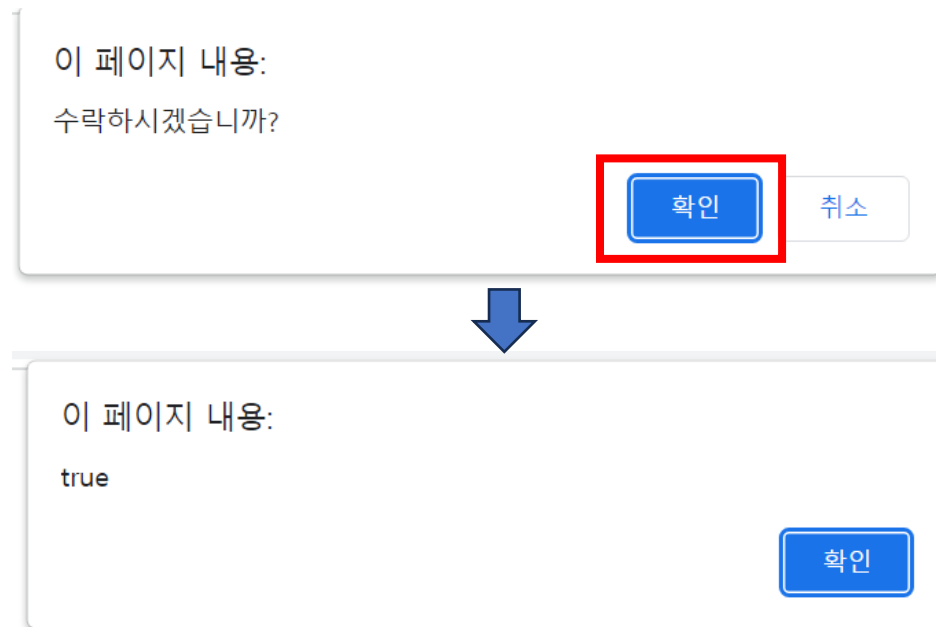 이 페이지 내용:
수락하시겠습니까?
확인 취소
이 페이지 내용:
true
확인